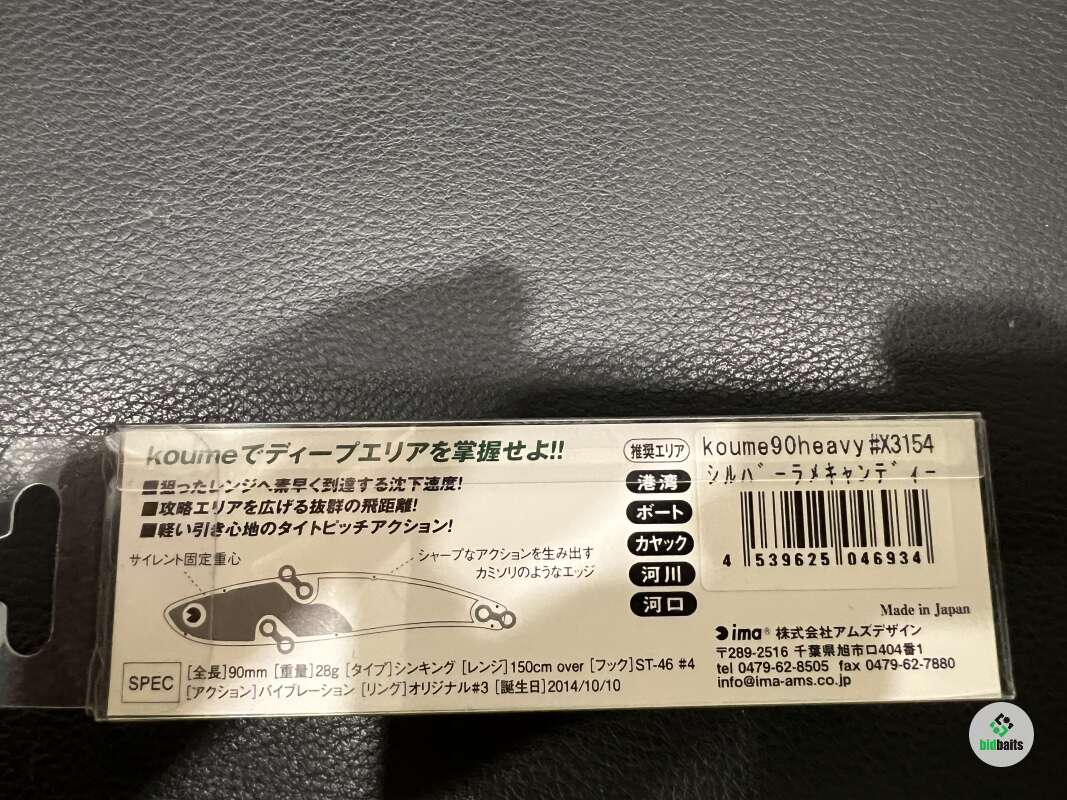 koumeでディープエリアを掌握せよ!!
■狙ったレンジへ素早く到達する沈下速度!
■攻略エリアを広げる抜群の飛距離!
■軽い引き心地のタイトピッチアクション!
サイレント固定重心
シャープなアクションを生み出す
カミソリのようなエッジ
SPEC
[全長]90mm [重量]28g [タイプ]シンキング [レンジ]150cm over [フック]ST-46 #4
[アクション]バイブレーション [リング]オリジナル#3 [誕生日]2014/10/10
推奨エリア
港湾
ボート
カヤック
河川
河口
koume90heavy#X3154
シルバーラメキャンディー
4 539625 046934
Made in Japan
ima® 株式会社アムズデザイン
〒289-2516 千葉県旭市ロ404番1
tel 0479-62-8505 fax 0479-62-7880
info@ima-ams.co.jp
bidbaits